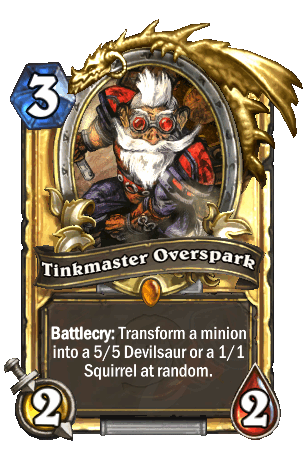 3
Tinkmaster Overspark
Battlecry: Transform a minion
into a 5/5 Devilsaur or a 1/1
Squirrel at random.
2
2